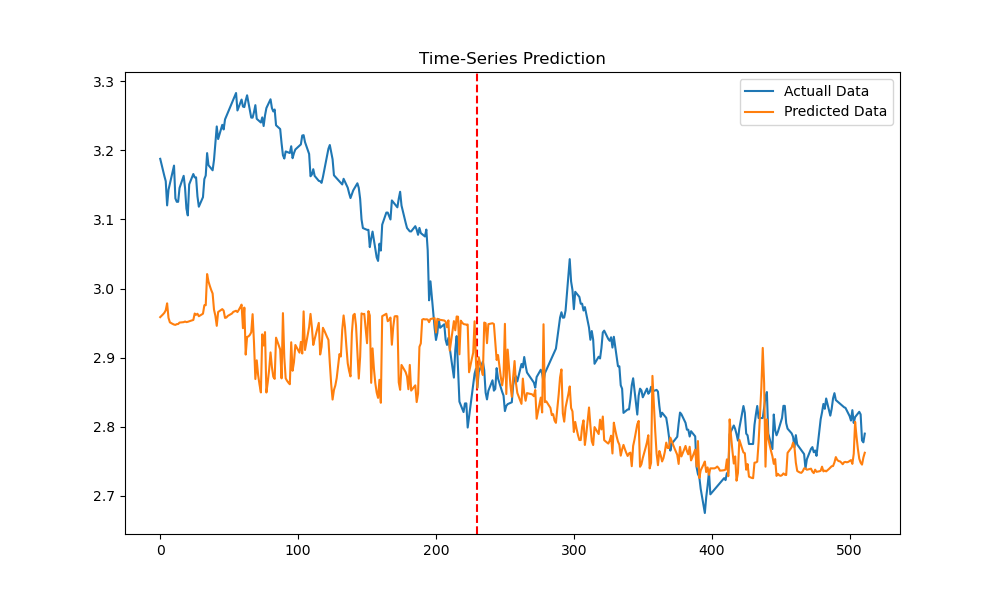 Time-Series Prediction
Actuall Data
Predicted Data
3.3
3.2
3.1
3.0
2.9
2.8
2.7
0 100 200 300 400 500